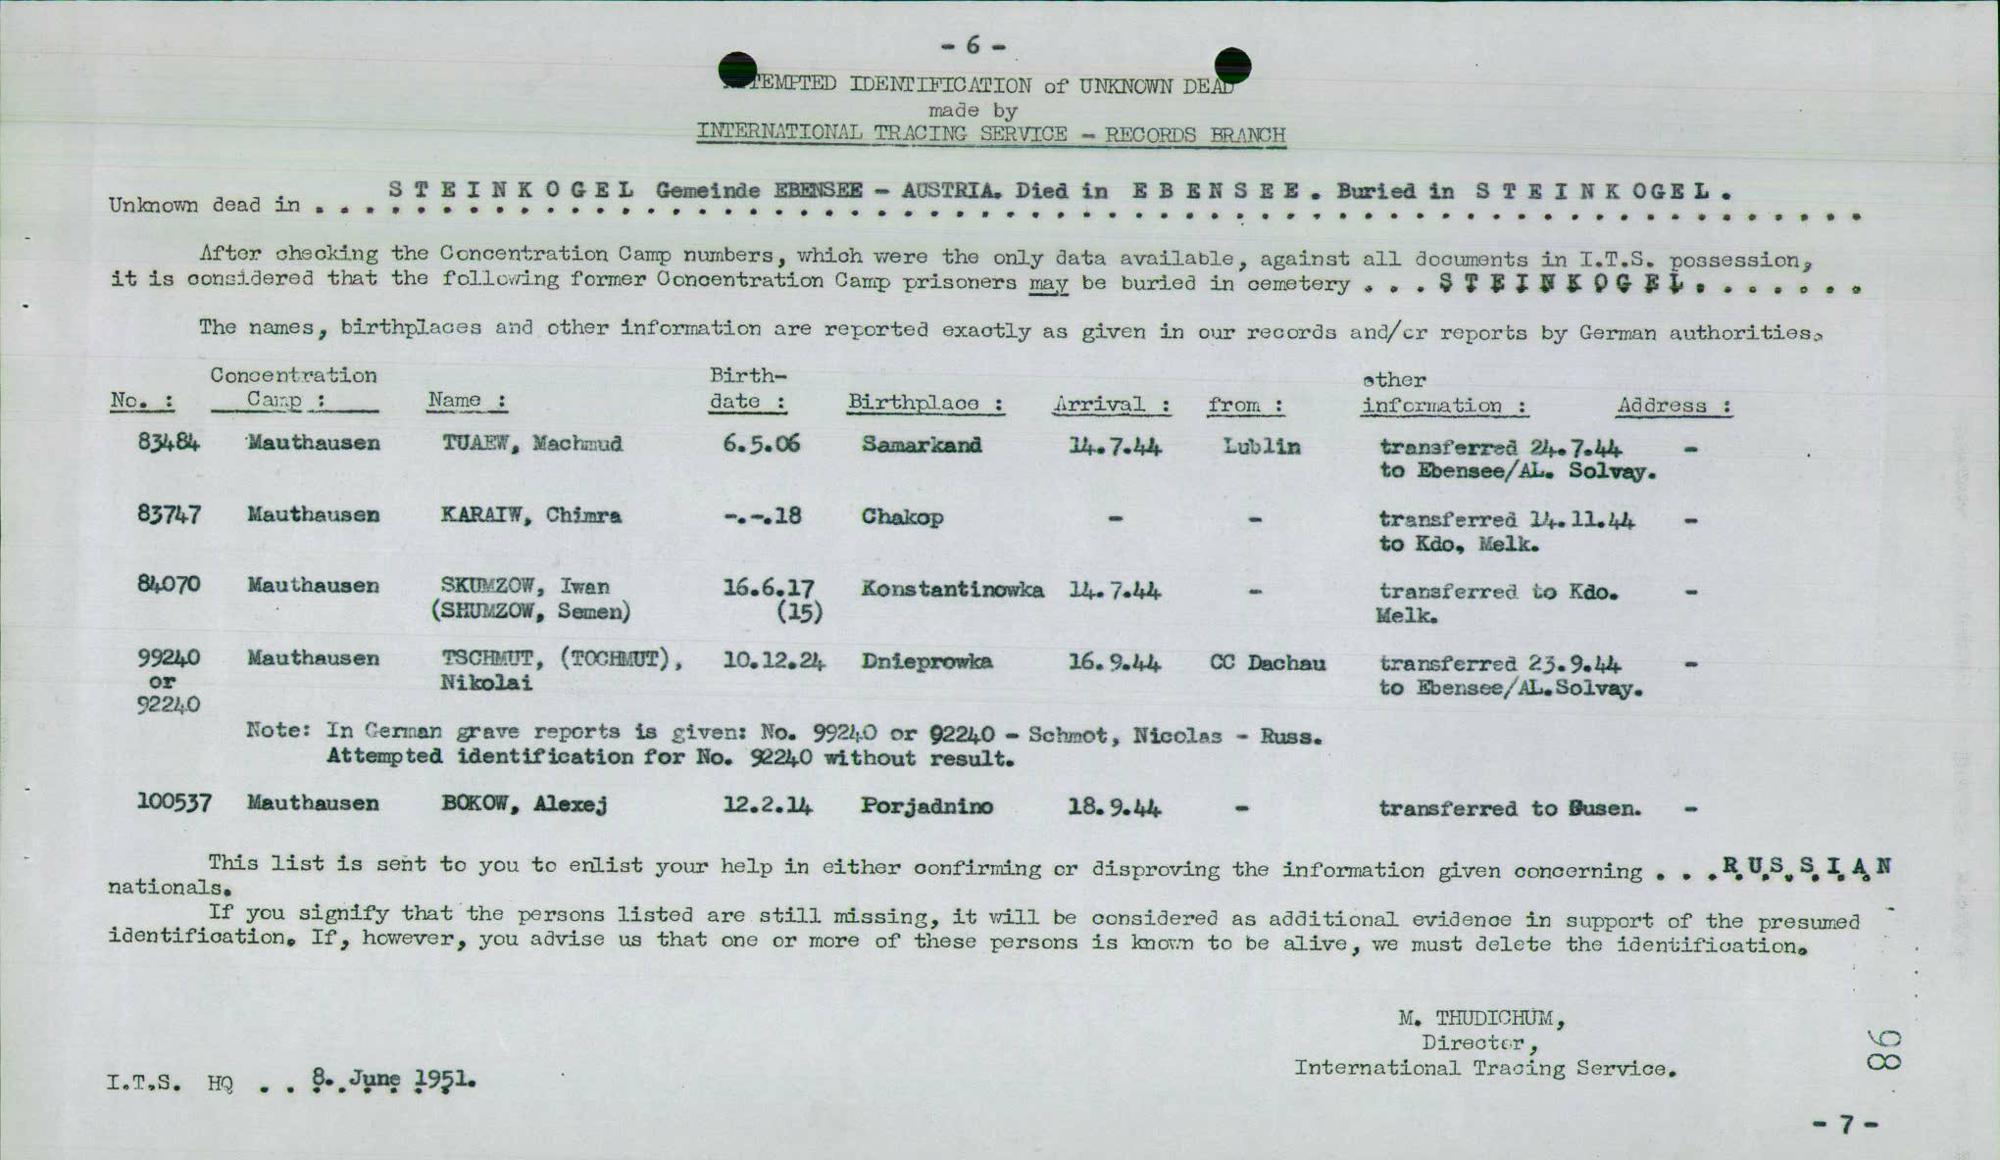 - 6 -
TEMPTED IDENTIFICATION of UNKNOWN DEAD
made by
INTERNATIONAL TRACING SERVICE - RECORDS BRANCH
Unknown dead in . . . S T E I N K O G E L Gemeinde EBENSEE - AUSTRIA. Died in E B E N S E E . Buried in S T E I N K O G E L .
After checking the Concentration Camp numbers, which were the only data available, against all documents in I.T.S. possession,
it is considered that the following former Concentration Camp prisoners may be buried in cemetery . . . S T E I N K O G E L . . . . . . .
The names, birthplaces and other information are reported exactly as given in our records and/or reports by German authorities.
No. : Concentration Camp : Name : Birth-date : Birthplace : Arrival : from : other information : Address :
83484 Mauthausen TUAEW, Machmud 6.5.06 Samarkand 14.7.44 Lublin transferred 24.7.44 -
to Ebensee/AL. Solvay.
83747 Mauthausen KARAIW, Chimra -.-.18 Chakop - - transferred 14.11.44 -
to Kdo. Melk.
84070 Mauthausen SKUMZOW, Iwan 16.6.17 Konstantinowka 14.7.44 - transferred to Kdo. -
(SHUMZOW, Semen) (15) Melk.
99240 Mauthausen TSCHMUT, (TOCHMUT), 10.12.24 Dnieprowka 16.9.44 CC Dachau transferred 23.9.44 -
or Nikolai to Ebensee/AL.Solvay.
92240
Note: In German grave reports is given: No. 99240 or 92240 - Schmot, Nicolas - Russ.
Attempted identification for No. 92240 without result.
100537 Mauthausen BOKOW, Alexej 12.2.14 Porjadnino 18.9.44 - transferred to Gusen. -
This list is sent to you to enlist your help in either confirming or disproving the information given concerning . . . R U S S I A N
nationals.
If you signify that the persons listed are still missing, it will be considered as additional evidence in support of the presumed
identification. If, however, you advise us that one or more of these persons is known to be alive, we must delete the identification.
M. THUDICHUM,
Director,
International Tracing Service.
I.T.S. HQ . . 8. June 1951.
86
- 7 -